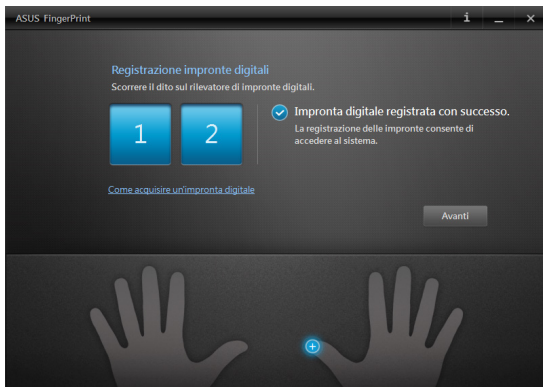 ASUS FingerPrint
Registrazione impronte digitali
Scorrere il dito sul rilevatore di impronte digitali.
1 2
Impronta digitale registrata con successo.
La registrazione delle impronte consente di
accedere al sistema.
Come acquisire un'impronta digitale
Avanti